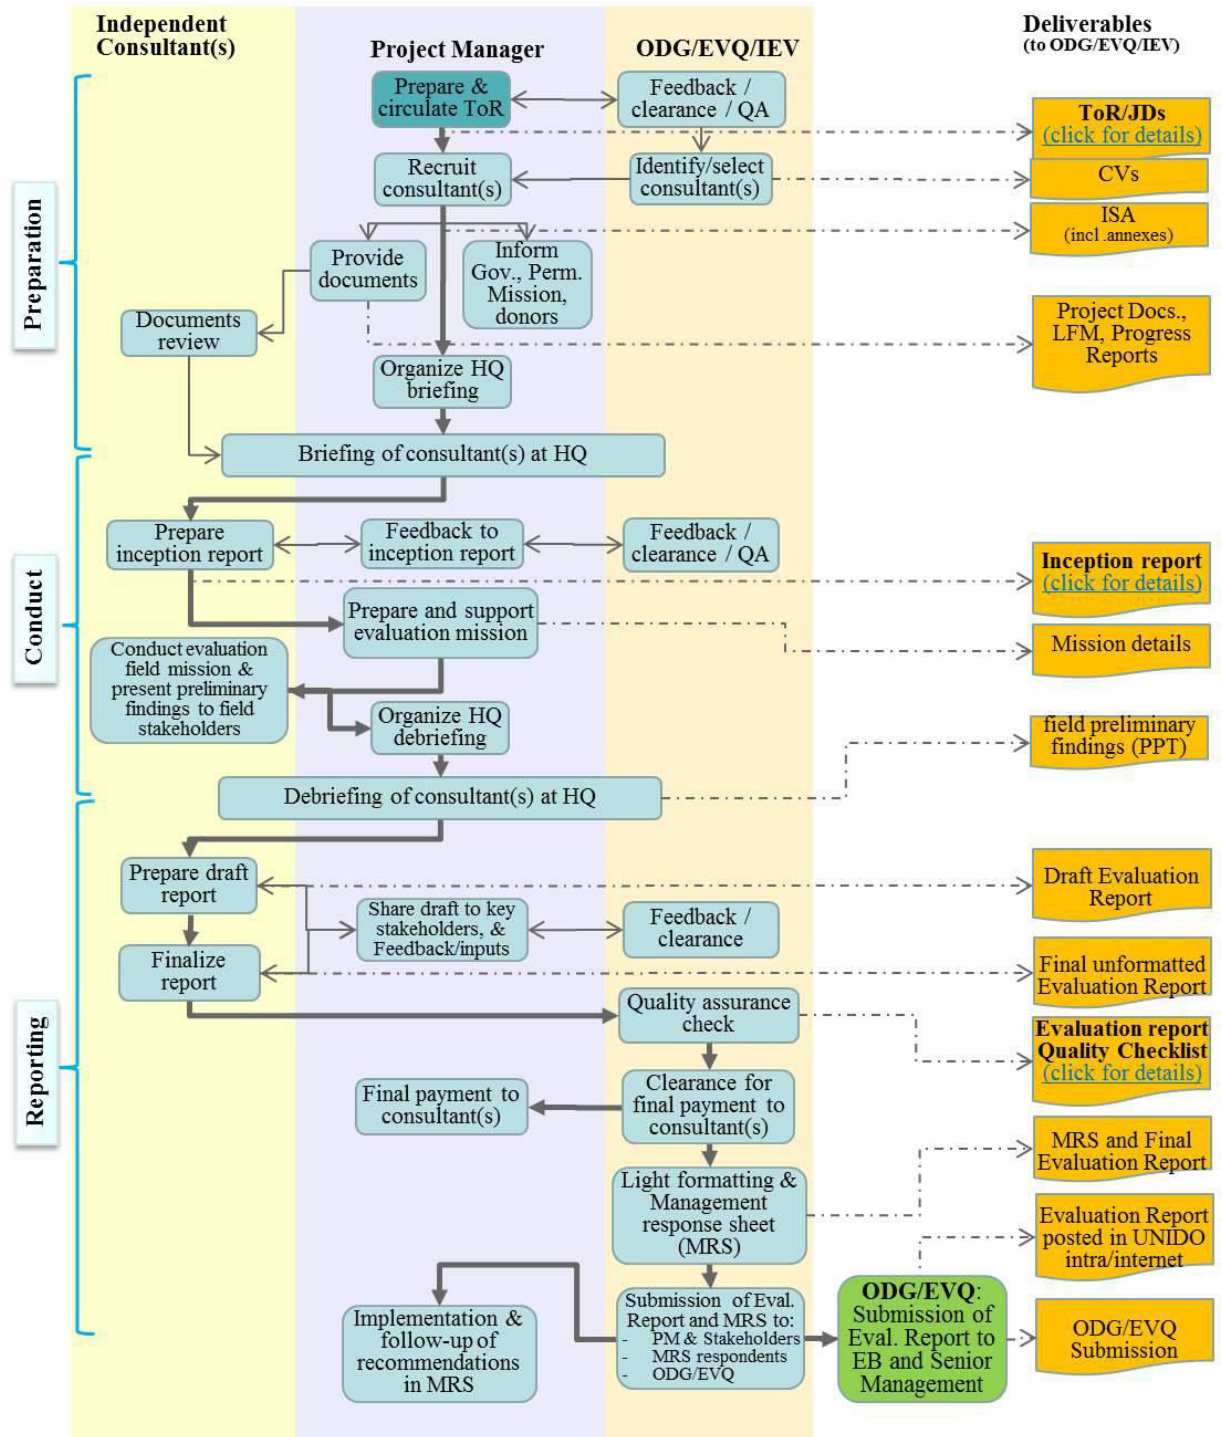 Independent
Consultant(s)
Project Manager
ODG/EVQ/IEV
Deliverables
(to ODG/EVQ/IEV)
Preparation
Prepare &
circulate ToR
Feedback /
clearance / QA
ToR/JDs
(click for details)
Recruit
consultant(s)
Identify/select
consultant(s)
CVs
ISA
(incl .annexes)
Provide
documents
Inform
Gov., Perm.
Mission,
donors
Documents
review
Project Docs.,
LFM, Progress
Reports
Organize HQ
briefing
Briefing of consultant(s) at HQ
Conduct
Prepare
inception report
Feedback to
inception report
Feedback /
clearance / QA
Inception report
(click for details)
Prepare and support
evaluation mission
Mission details
Conduct evaluation
field mission &
present preliminary
findings to field
stakeholders
Organize HQ
debriefing
field preliminary
findings (PPT)
Debriefing of consultant(s) at HQ
Reporting
Prepare draft
report
Draft Evaluation
Report
Share draft to key
stakeholders, &
Feedback/inputs
Feedback /
clearance
Finalize
report
Final unformatted
Evaluation Report
Quality assurance
check
Evaluation report
Quality Checklist
(click for details)
Final payment to
consultant(s)
Clearance for
final payment to
consultant(s)
MRS and Final
Evaluation Report
Light formatting &
Management
response sheet
(MRS)
Evaluation Report
posted in UNIDO
intra/internet
Implementation &
follow-up of
recommendations
in MRS
Submission of Eval.
Report and MRS to:
- PM & Stakeholders
- MRS respondents
- ODG/EVQ
ODG/EVQ:
Submission of
Eval. Report to
EB and Senior
Management
ODG/EVQ
Submission